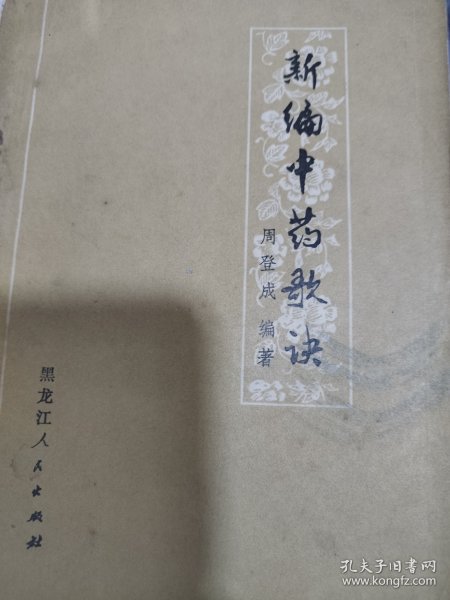 新编中药歌诀
周登成 编著
黑龙江人民出版社
孔夫子旧书网
www.kongfz.com